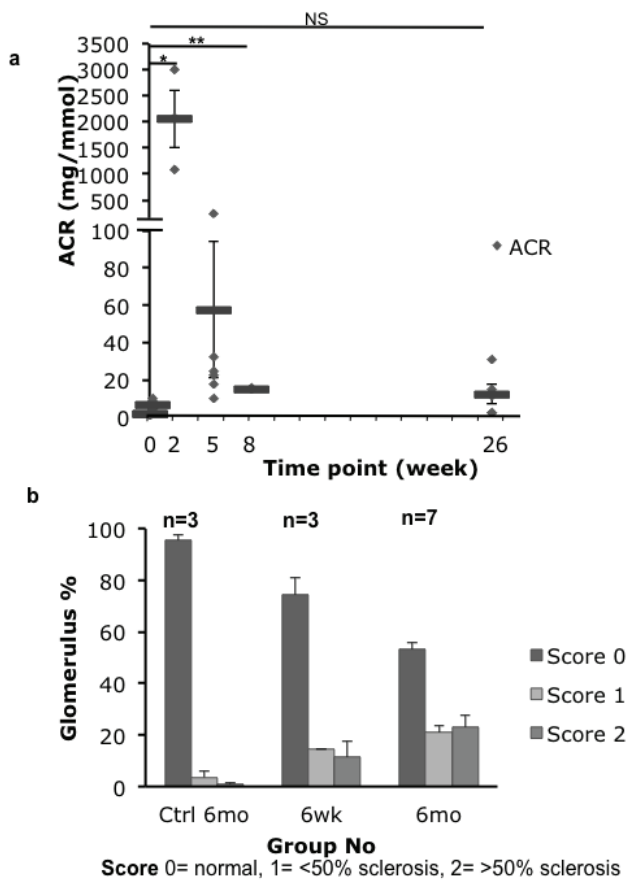 NS
a
3500
**
3000
*
2500
2000
1500
1000
500
100
80
60
40
20
0
ACR (mg/mmol)
ACR
0 2 5 8 26
Time point (week)
b
n=3 n=3 n=7
100
80
60
40
20
0
Glomerulus %
Score 0
Score 1
Score 2
Ctrl 6mo 6wk 6mo
Group No
Score 0= normal, 1= <50% sclerosis, 2= >50% sclerosis